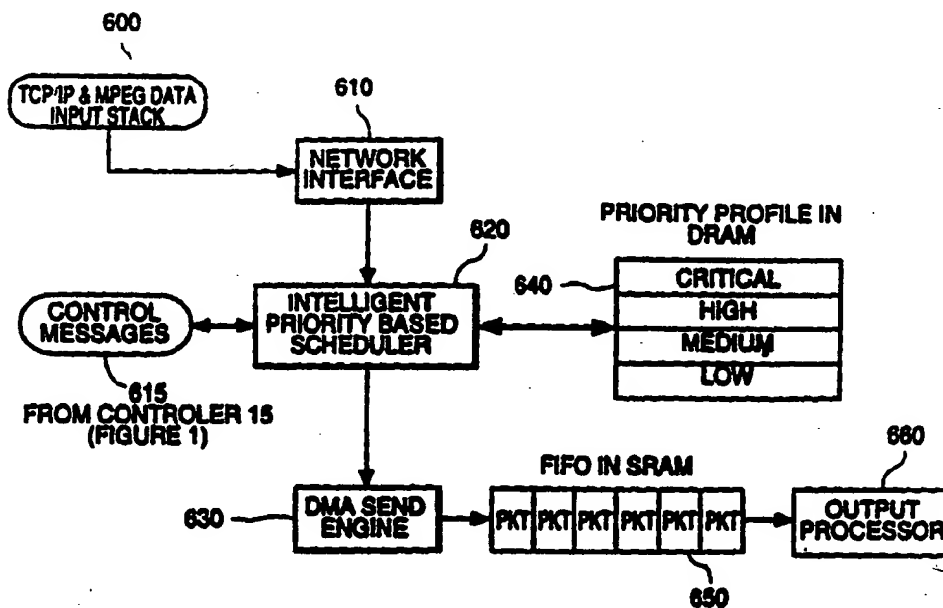 600
TCP/IP & MPEG DATA
INPUT STACK
610
NETWORK
INTERFACE
620
PRIORITY PROFILE IN
DRAM
640
CRITICAL
HIGH
MEDIUM
LOW
CONTROL
MESSAGES
INTELLIGENT
PRIORITY BASED
SCHEDULER
615
FROM CONTROLER 15
(FIGURE 1)
FIFO IN SRAM
660
630
DMA SEND
ENGINE
PKT PKT PKT PKT PKT PKT
OUTPUT
PROCESSOR
650